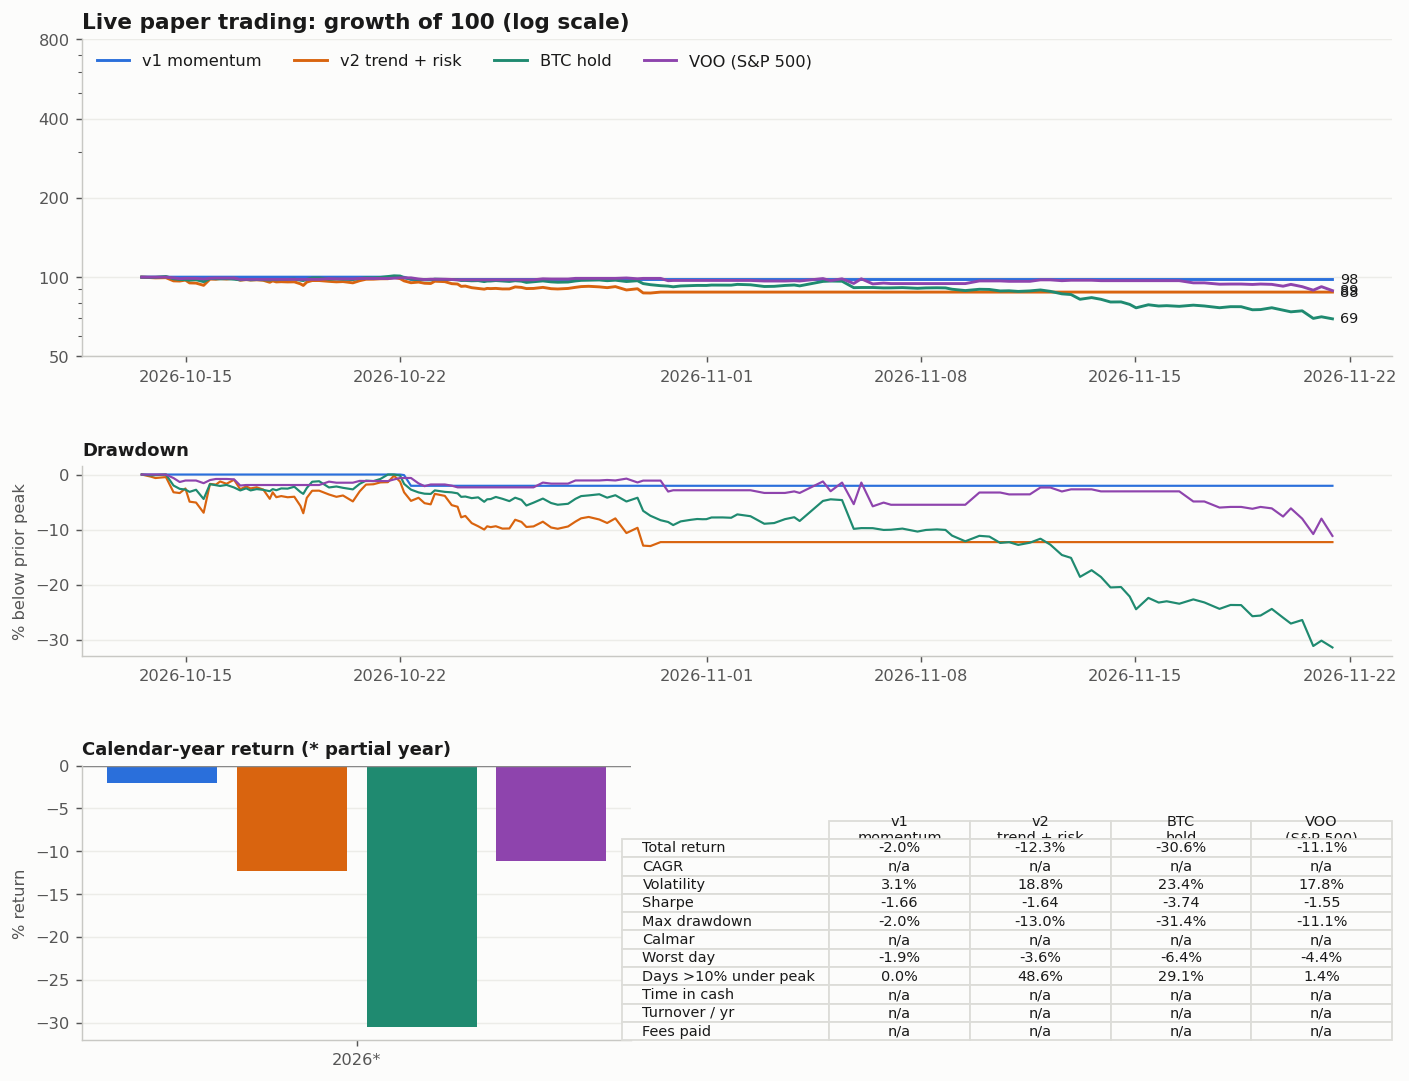 Live paper trading: growth of 100 (log scale)
v1 momentum
v2 trend + risk
BTC hold
VOO (S&P 500)
800
400
200
100
50
98
89
88
69
2026-10-15
2026-10-22
2026-11-01
2026-11-08
2026-11-15
2026-11-22
Drawdown
% below prior peak
0
−10
−20
−30
2026-10-15
2026-10-22
2026-11-01
2026-11-08
2026-11-15
2026-11-22
Calendar-year return (* partial year)
% return
0
−5
−10
−15
−20
−25
−30
2026*
v1 momentum v2 trend + risk BTC hold VOO (S&P 500)
Total return -2.0% -12.3% -30.6% -11.1%
CAGR n/a n/a n/a n/a
Volatility 3.1% 18.8% 23.4% 17.8%
Sharpe -1.66 -1.64 -3.74 -1.55
Max drawdown -2.0% -13.0% -31.4% -11.1%
Calmar n/a n/a n/a n/a
Worst day -1.9% -3.6% -6.4% -4.4%
Days >10% under peak 0.0% 48.6% 29.1% 1.4%
Time in cash n/a n/a n/a n/a
Turnover / yr n/a n/a n/a n/a
Fees paid n/a n/a n/a n/a